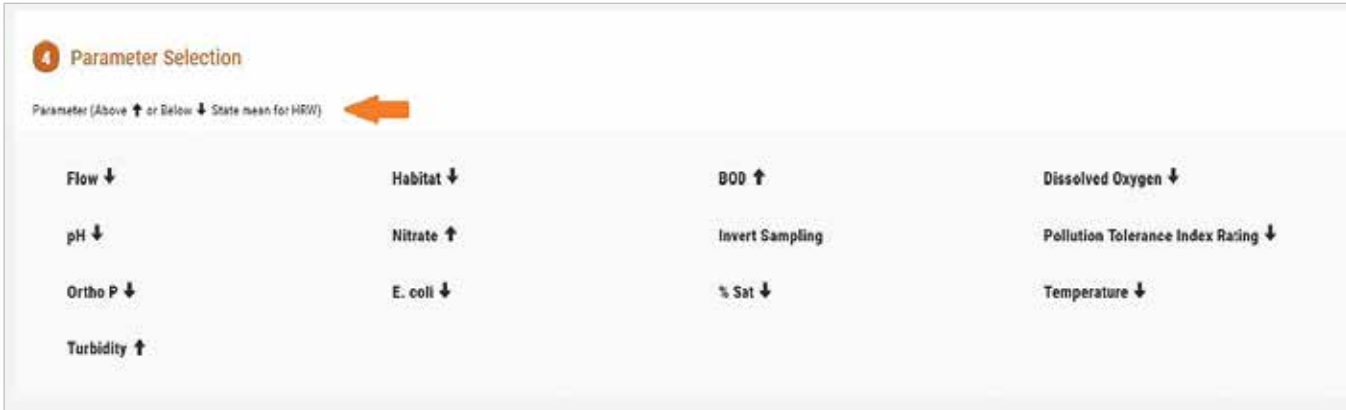 4 Parameter Selection
Parameter (Above ↑ or Below ↓ State mean for HRW)
Flow ↓ Habitat ↓ BOD ↑ Dissolved Oxygen ↓
pH ↓ Nitrate ↑ Invert Sampling Pollution Tolerance Index Rating ↓
Ortho P ↓ E. coli ↓ % Sat ↓ Temperature ↓
Turbidity ↑